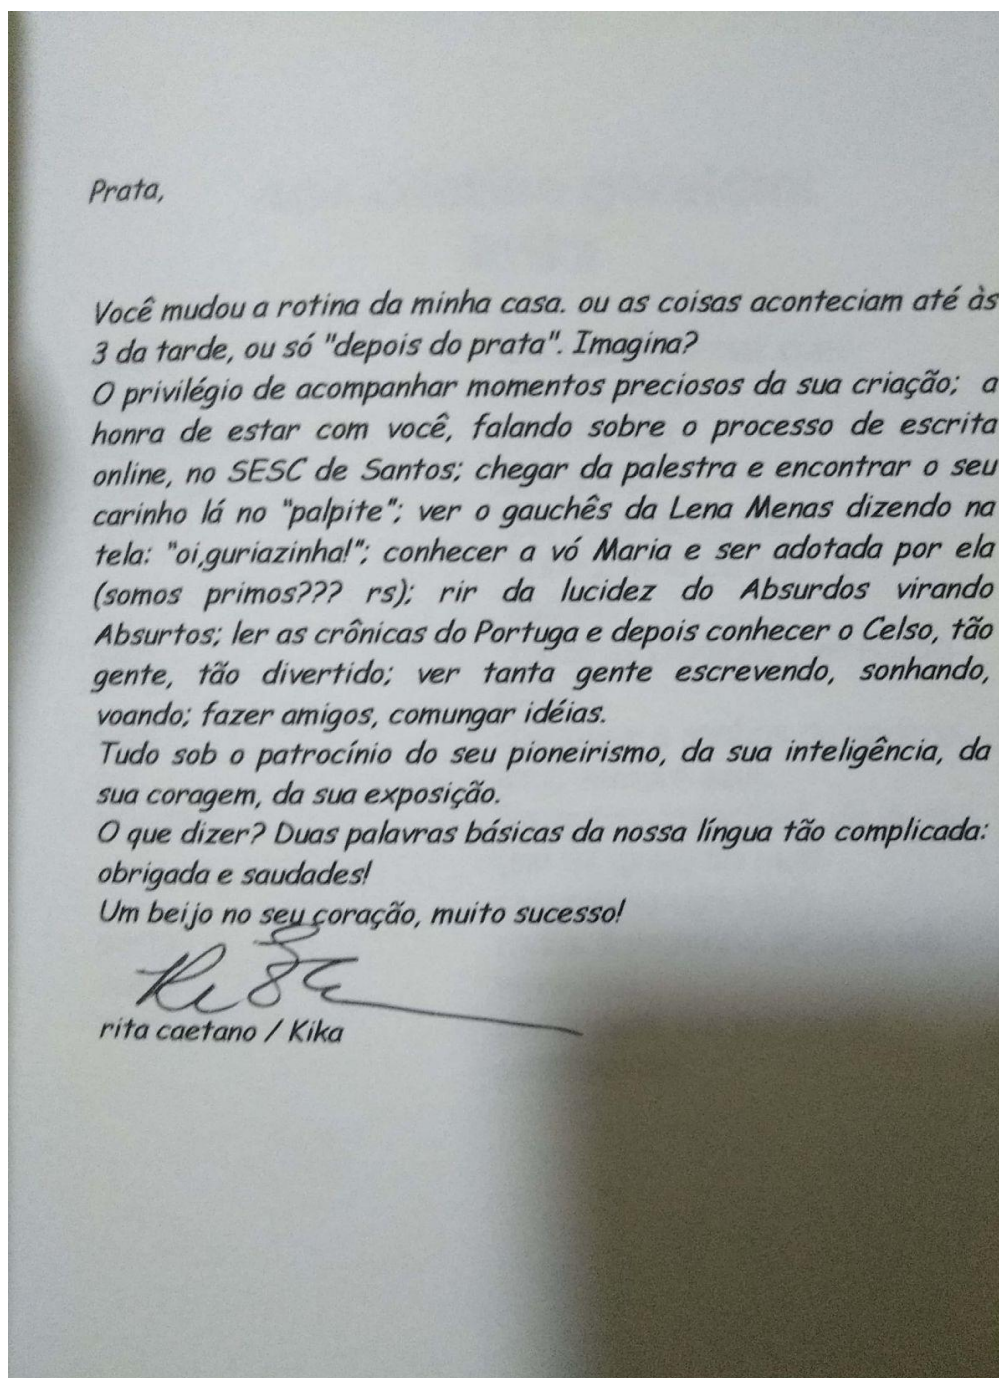 Prata,
Você mudou a rotina da minha casa. ou as coisas aconteciam até às
3 da tarde, ou só "depois do prata". Imagina?
O privilégio de acompanhar momentos preciosos da sua criação; a
honra de estar com você, falando sobre o processo de escrita
online, no SESC de Santos; chegar da palestra e encontrar o seu
carinho lá no "palpite"; ver o gauchês da Lena Menas dizendo na
tela: "oi,guriazinha!"; conhecer a vó Maria e ser adotada por ela
(somos primos??? rs); rir da lucidez do Absurdos virando
Absurtos; ler as crônicas do Portuga e depois conhecer o Celso, tão
gente, tão divertido; ver tanta gente escrevendo, sonhando,
voando; fazer amigos, comungar idéias.
Tudo sob o patrocínio do seu pioneirismo, da sua inteligência, da
sua coragem, da sua exposição.
O que dizer? Duas palavras básicas da nossa língua tão complicada:
obrigada e saudades!
Um beijo no seu coração, muito sucesso!
rita caetano / Kika